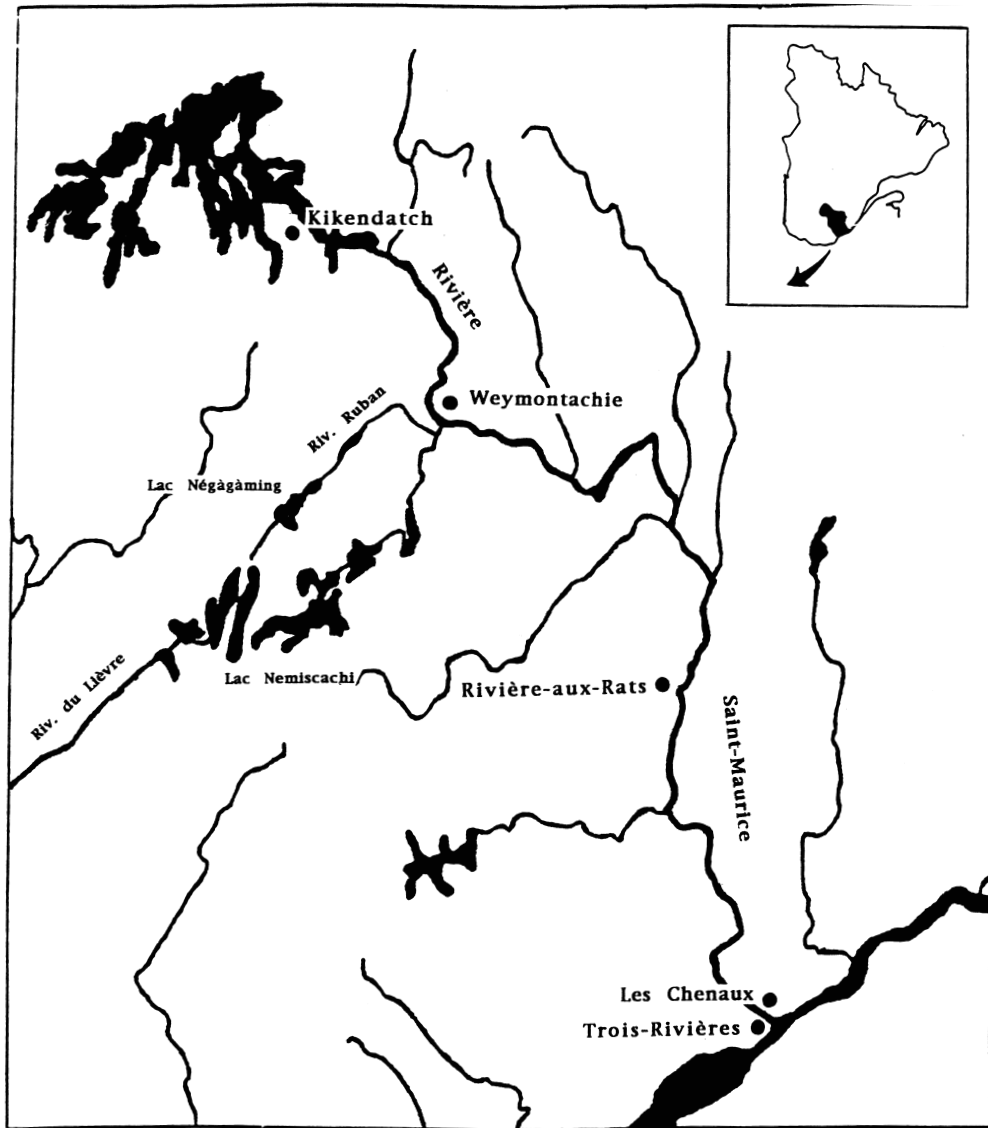 Kikendatch
Rivière
Weymontachie
Riv. Ruban
Lac Négàgàming
Riv. du Lièvre
Lac Nemiscachi
Rivière-aux-Rats
Saint-Maurice
Les Chenaux
Trois-Rivières